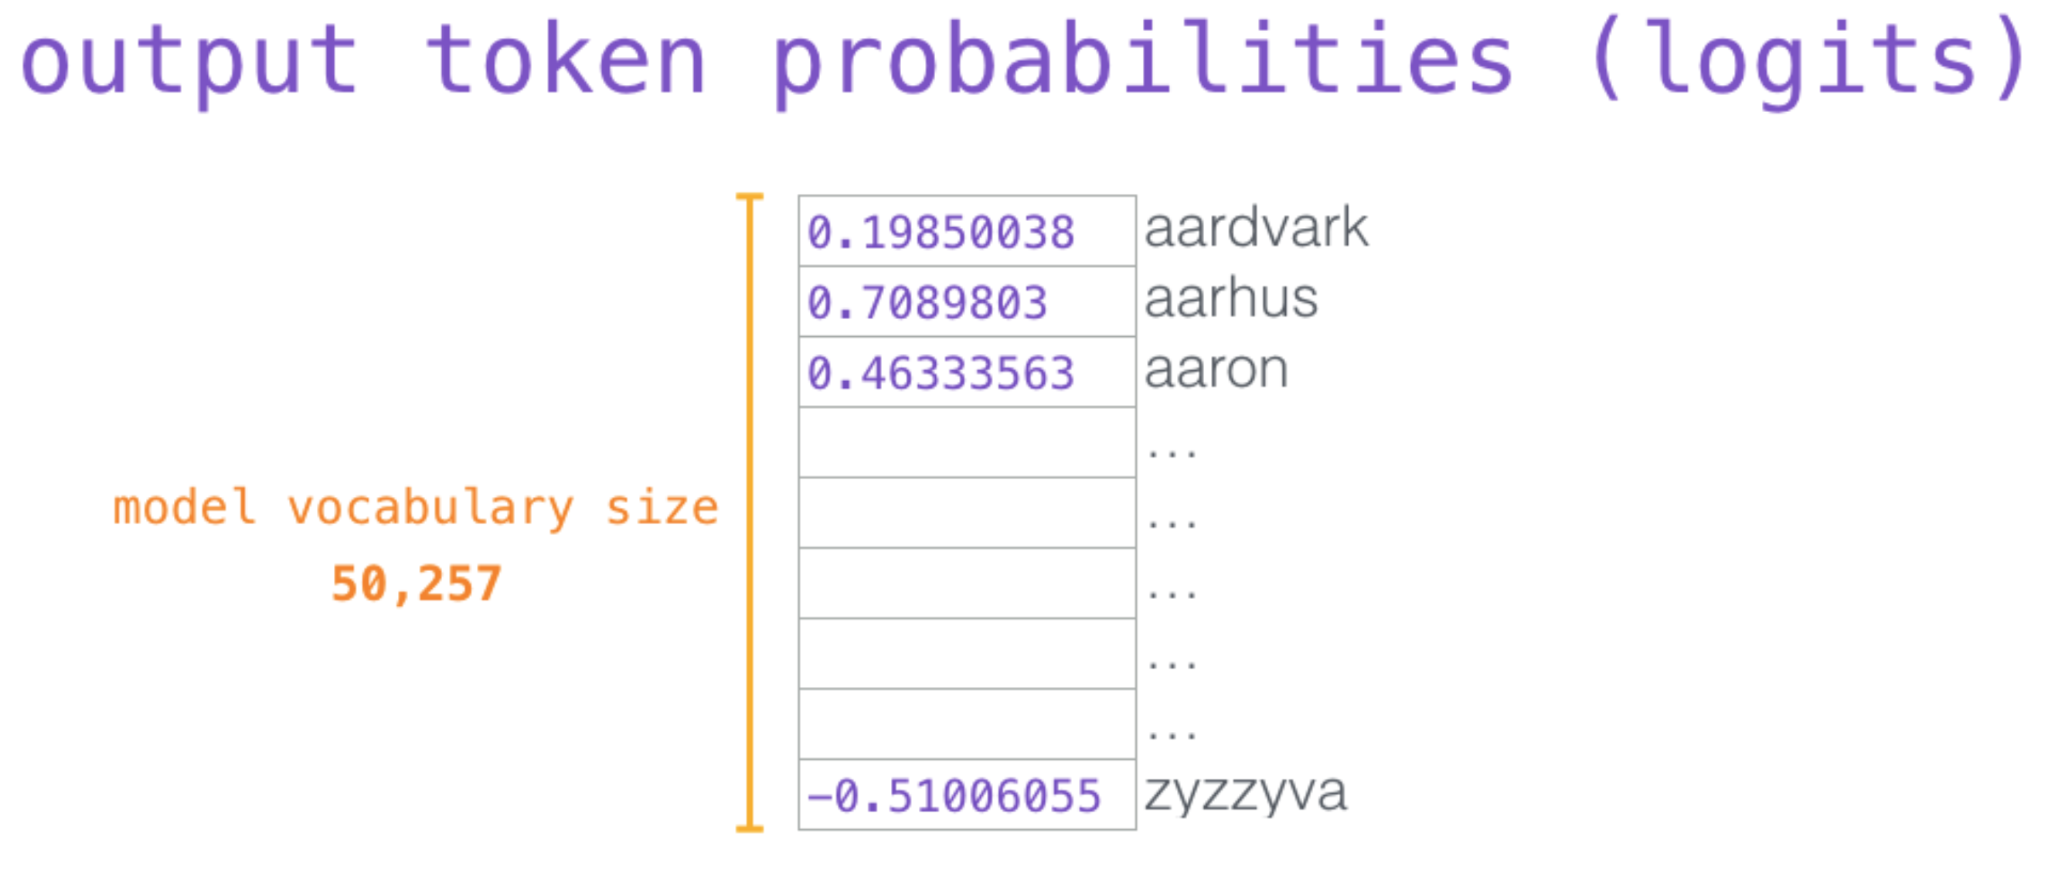 output token probabilities (logits)
0.19850038 aardvark
0.7089803 aarhus
0.46333563 aaron
...
model vocabulary size ...
50,257 ...
...
...
-0.51006055 zyzzyva